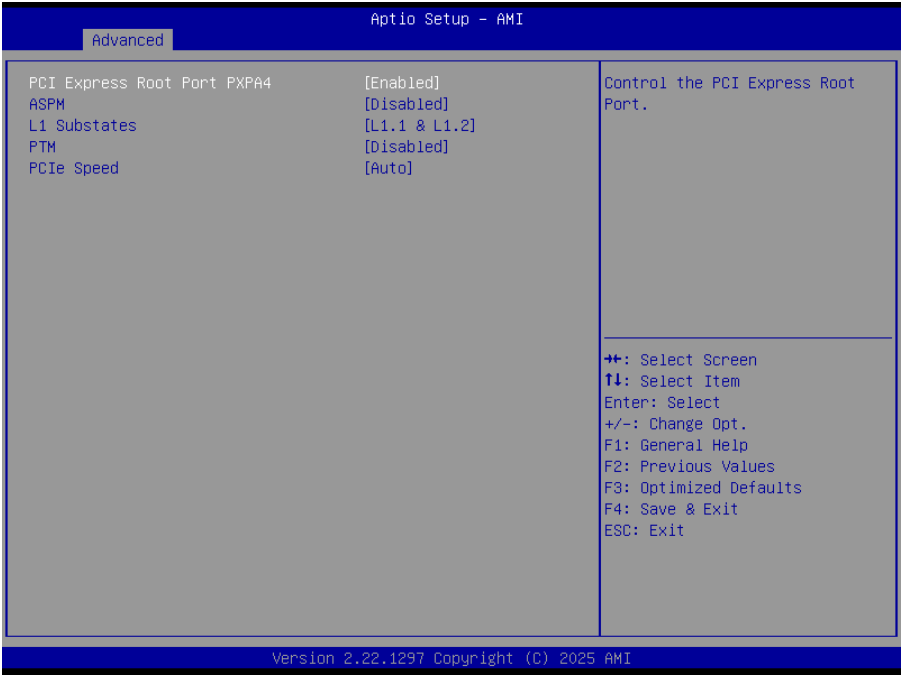 Aptio Setup – AMI
Advanced
PCI Express Root Port PXPA4 [Enabled]
ASPM [Disabled]
L1 Substates [L1.1 & L1.2]
PTM [Disabled]
PCIe Speed [Auto]
Control the PCI Express Root
Port.
→←: Select Screen
↑↓: Select Item
Enter: Select
+/-: Change Opt.
F1: General Help
F2: Previous Values
F3: Optimized Defaults
F4: Save & Exit
ESC: Exit
Version 2.22.1297 Copyright (C) 2025 AMI